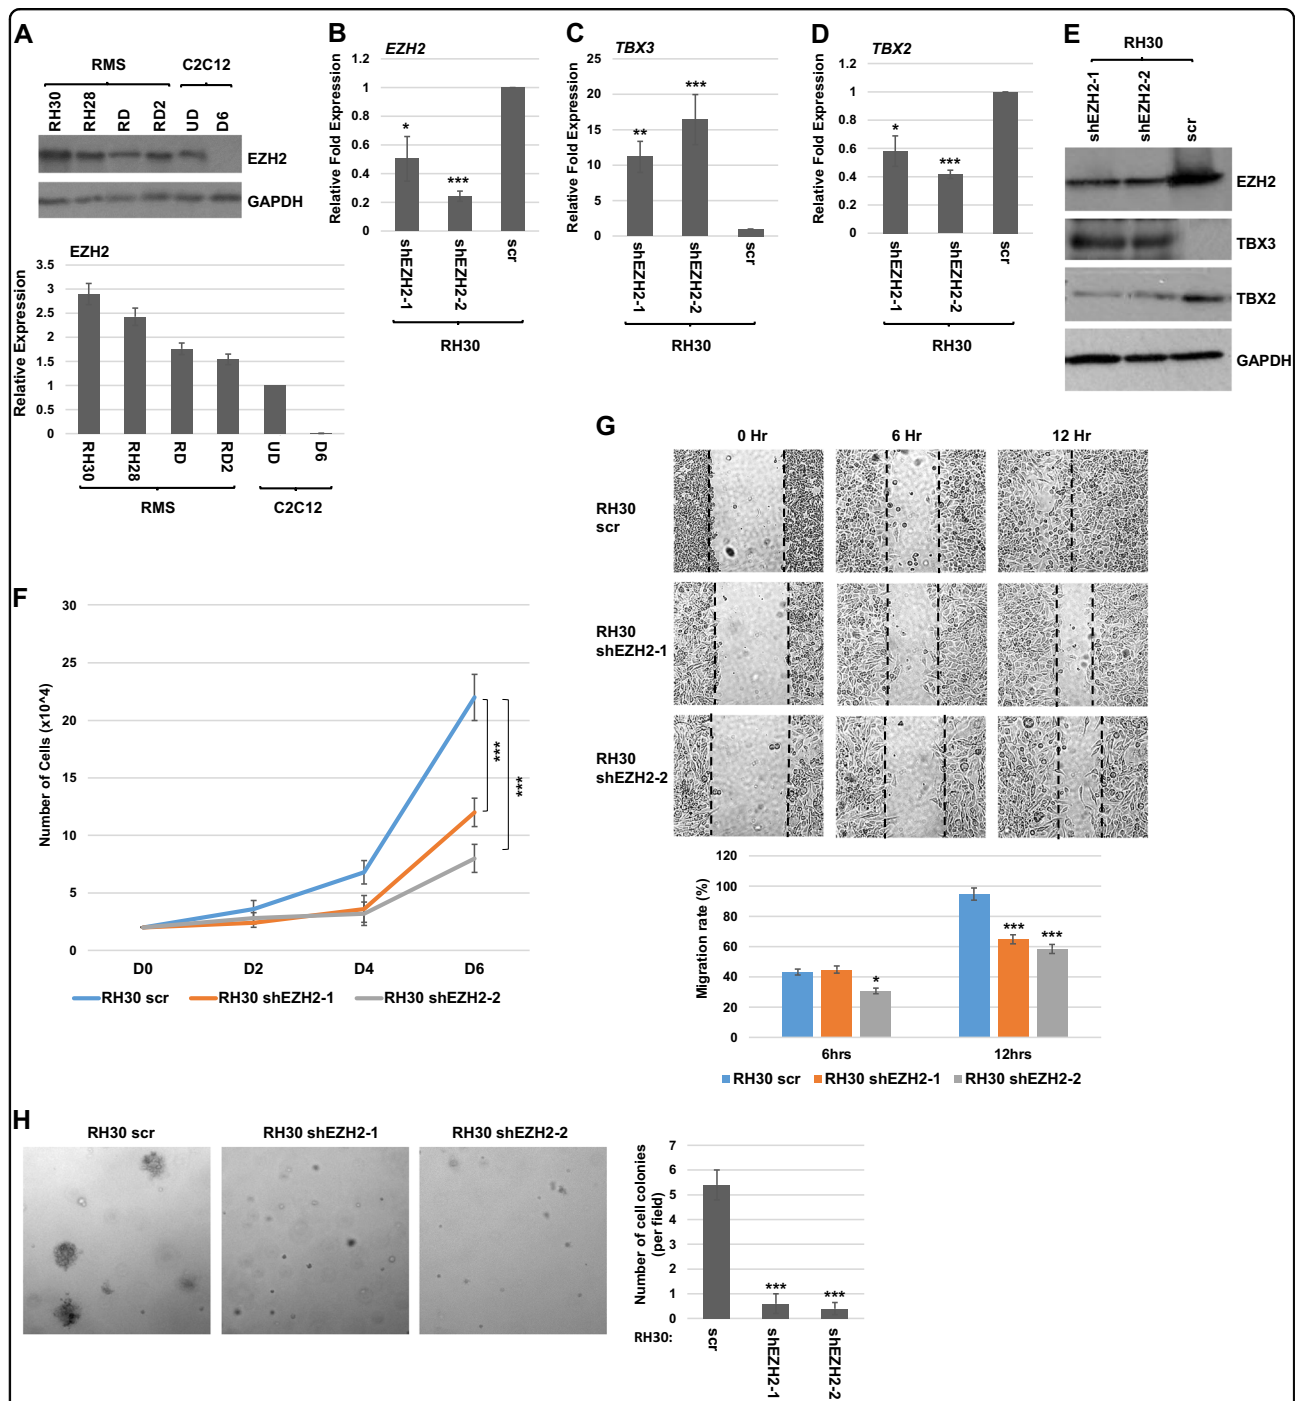 A
RMS
C2C12
RH30
RH28
RD
RD2
UD
D6
EZH2
GAPDH
EZH2
Relative Expression
3.5
3
2.5
2
1.5
1
0.5
0
RH30
RH28
RD
RD2
UD
D6
RMS
C2C12
B
EZH2
Relative Fold Expression
1.2
1
0.8
0.6
0.4
0.2
0
*
***
shEZH2-1
shEZH2-2
scr
RH30
C
TBX3
Relative Fold Expression
25
20
15
10
5
0
**
***
shEZH2-1
shEZH2-2
scr
RH30
D
TBX2
Relative Fold Expression
1.2
1
0.8
0.6
0.4
0.2
0
*
***
shEZH2-1
shEZH2-2
scr
RH30
E
RH30
shEZH2-1
shEZH2-2
scr
EZH2
TBX3
TBX2
GAPDH
F
Number of Cells (x10^4)
30
25
20
15
10
5
0
***
***
D0
D2
D4
D6
RH30 scr
RH30 shEZH2-1
RH30 shEZH2-2
G
0 Hr
6 Hr
12 Hr
RH30
scr
RH30
shEZH2-1
RH30
shEZH2-2
Migration rate (%)
120
100
80
60
40
20
0
*
***
***
6hrs
12hrs
RH30 scr
RH30 shEZH2-1
RH30 shEZH2-2
H
RH30 scr
RH30 shEZH2-1
RH30 shEZH2-2
Number of cell colonies
(per field)
7
6
5
4
3
2
1
0
***
***
RH30:
scr
shEZH2-1
shEZH2-2